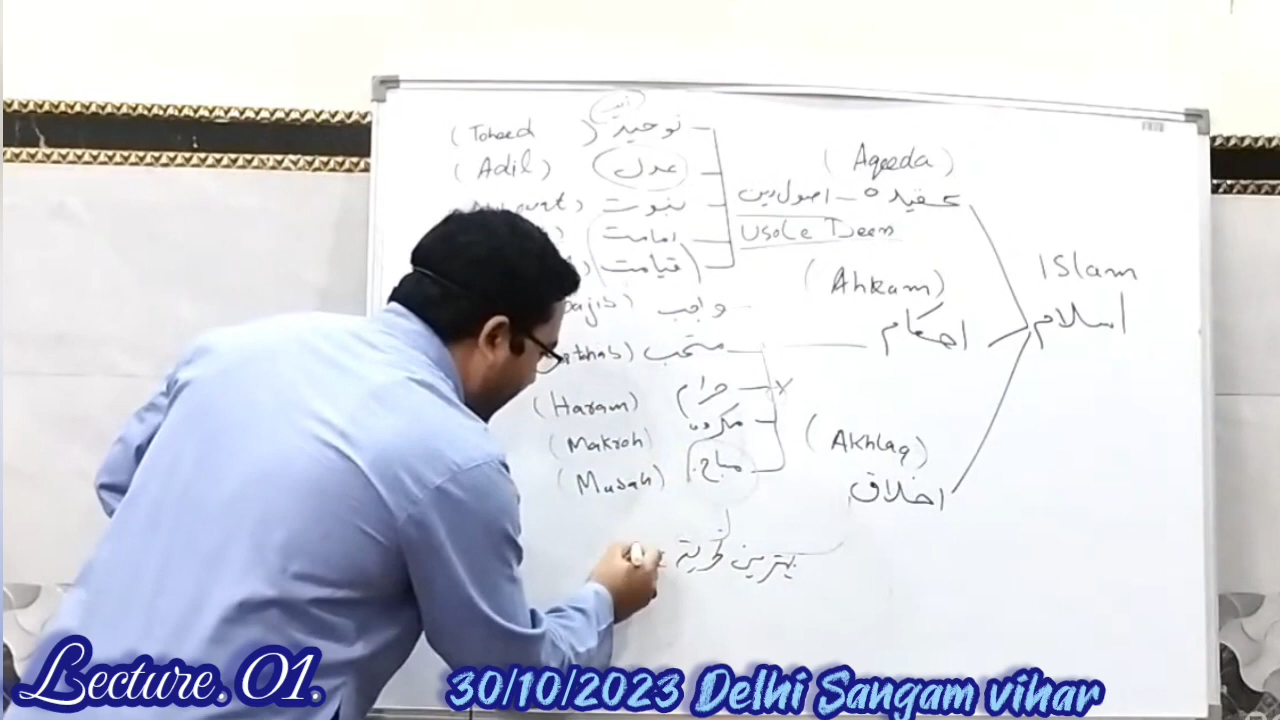 (Toheed) توحید
(Adil) عدل
نبوت
امامت
قیامت
واجب
(Haram) حرام
(Makroh) مکروہ
(Mubah) مباح
(Aqeeda)
عقیدہ - اصول دین
Usole Deen
(Ahkam)
احکام
(Akhlaq)
اخلاق
Islam
اسلام
بہترین طریقہ
Lecture. 01.
30/10/2023 Delhi Sangam vihar